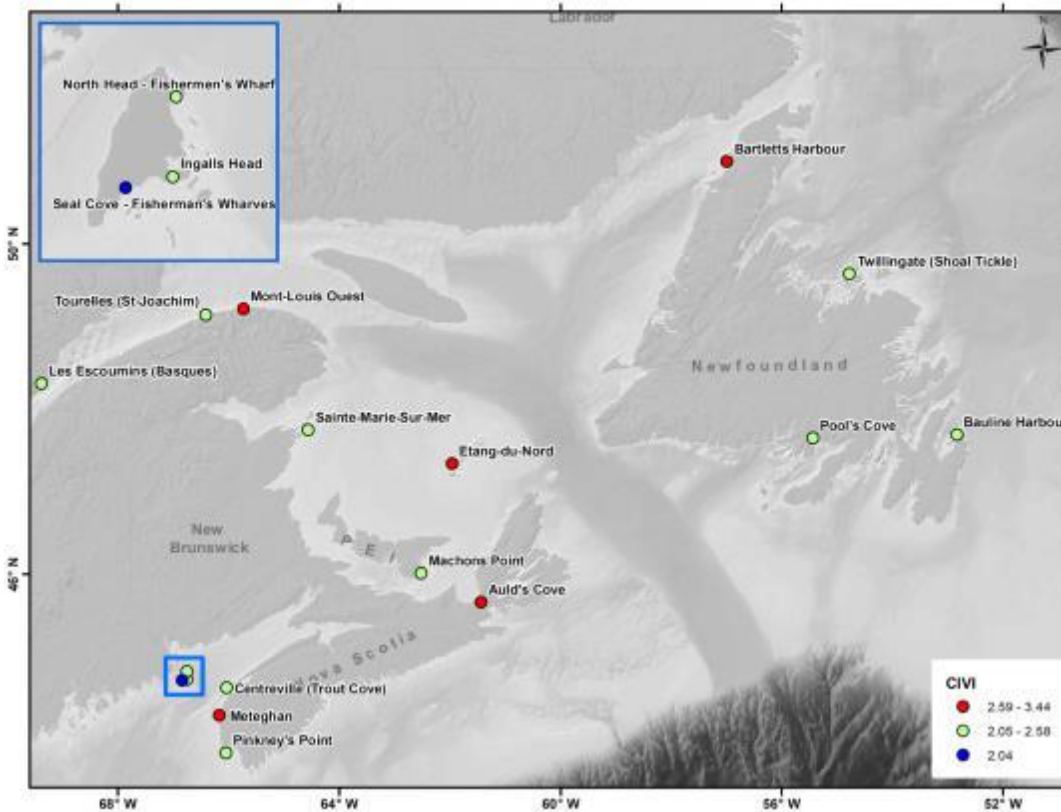 Labrador
N
North Head - Fishermen's Wharf
Ingalls Head
Seal Cove - Fisherman's Wharves
Bartletts Harbour
50° N
Twillingate (Shoal Tickle)
Tourelles (St-Joachim)
Mont-Louis Ouest
Newfoundland
Les Escoumins (Basques)
Sainte-Marie-Sur-Mer
Pool's Cove
Bauline Harbour
Etang-du-Nord
New
Brunswick
PEI
Machons Point
46° N
Auld's Cove
Nova Scotia
Centreville (Trout Cove)
Meteghan
Pinkney's Point
CIVI
2.59 - 3.44
2.05 - 2.58
2.04
68° W
64° W
60° W
56° W
52° W